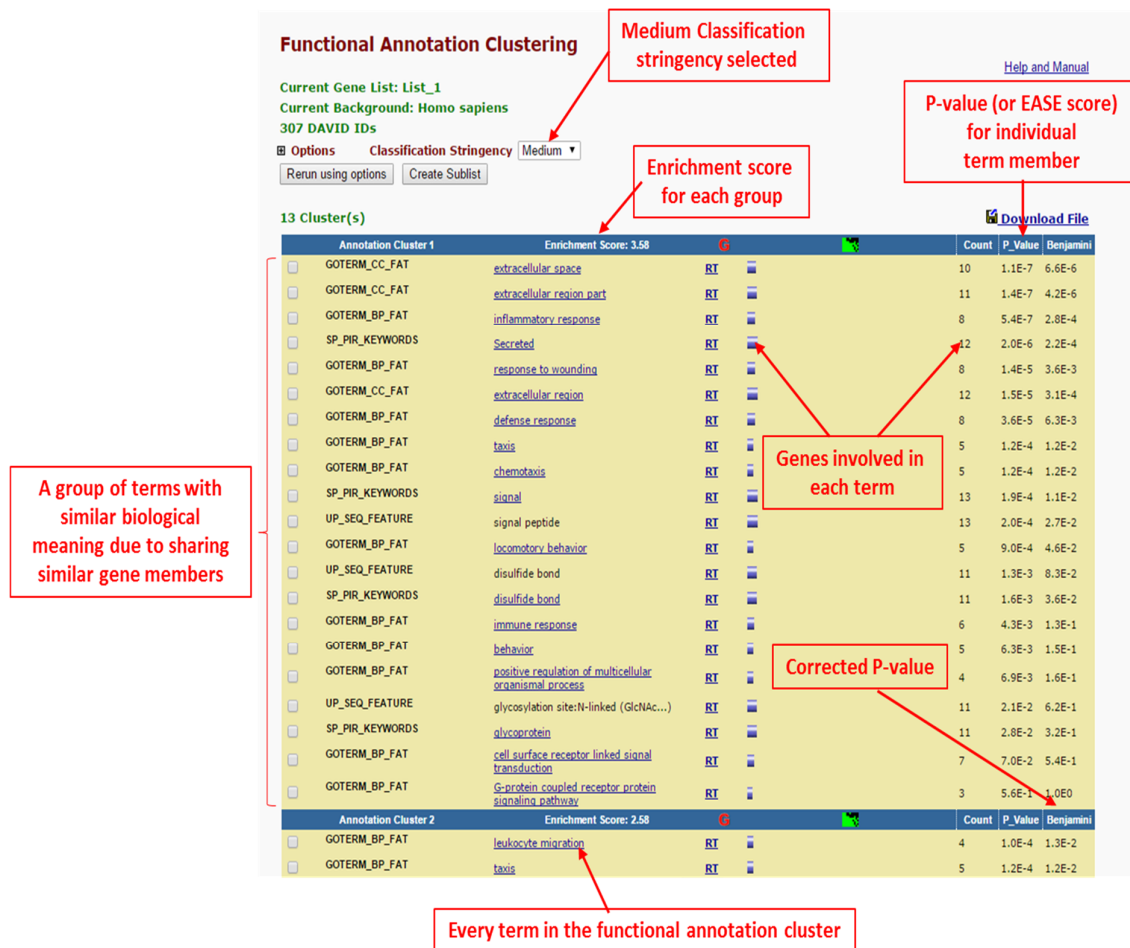 Functional Annotation Clustering
Medium Classification
stringency selected
Help and Manual
Current Gene List: List_1
Current Background: Homo sapiens
307 DAVID IDs
P-value (or EASE score)
for individual
term member
Options Classification Stringency Medium
Rerun using options Create Sublist
Enrichment score
for each group
13 Cluster(s)
Download File
Annotation Cluster 1 Enrichment Score: 3.58 G Count P_Value Benjamini
GOTERM_CC_FAT extracellular space RT 10 1.1E-7 6.6E-6
GOTERM_CC_FAT extracellular region part RT 11 1.4E-7 4.2E-6
GOTERM_BP_FAT inflammatory response RT 8 5.4E-7 2.8E-4
SP_PIR_KEYWORDS Secreted RT 12 2.0E-6 2.2E-4
GOTERM_BP_FAT response to wounding RT 8 1.4E-5 3.6E-3
GOTERM_CC_FAT extracellular region RT 12 1.5E-5 3.1E-4
GOTERM_BP_FAT defense response RT 8 3.6E-5 6.3E-3
GOTERM_BP_FAT taxis RT 5 1.2E-4 1.2E-2
GOTERM_BP_FAT chemotaxis RT 5 1.2E-4 1.2E-2
SP_PIR_KEYWORDS signal RT 13 1.9E-4 1.1E-2
UP_SEQ_FEATURE signal peptide RT 13 2.0E-4 2.7E-2
GOTERM_BP_FAT locomotory behavior RT 5 9.0E-4 4.6E-2
UP_SEQ_FEATURE disulfide bond RT 11 1.3E-3 8.3E-2
SP_PIR_KEYWORDS disulfide bond RT 11 1.6E-3 3.6E-2
GOTERM_BP_FAT immune response RT 6 4.3E-3 1.3E-1
GOTERM_BP_FAT behavior RT 5 6.3E-3 1.5E-1
GOTERM_BP_FAT positive regulation of multicellular
organismal process RT 4 6.9E-3 1.6E-1
UP_SEQ_FEATURE glycosylation site:N-linked (GlcNAc...) RT 11 2.1E-2 6.2E-1
SP_PIR_KEYWORDS glycoprotein RT 11 2.8E-2 3.2E-1
GOTERM_BP_FAT cell surface receptor linked signal
transduction RT 7 7.0E-2 5.4E-1
GOTERM_BP_FAT G-protein coupled receptor protein
signaling pathway RT 3 5.6E-1 1.0E0
Genes involved in
each term
A group of terms with
similar biological
meaning due to sharing
similar gene members
Corrected P-value
Annotation Cluster 2 Enrichment Score: 2.58 G Count P_Value Benjamini
GOTERM_BP_FAT leukocyte migration RT 4 1.0E-4 1.3E-2
GOTERM_BP_FAT taxis RT 5 1.2E-4 1.2E-2
Every term in the functional annotation cluster